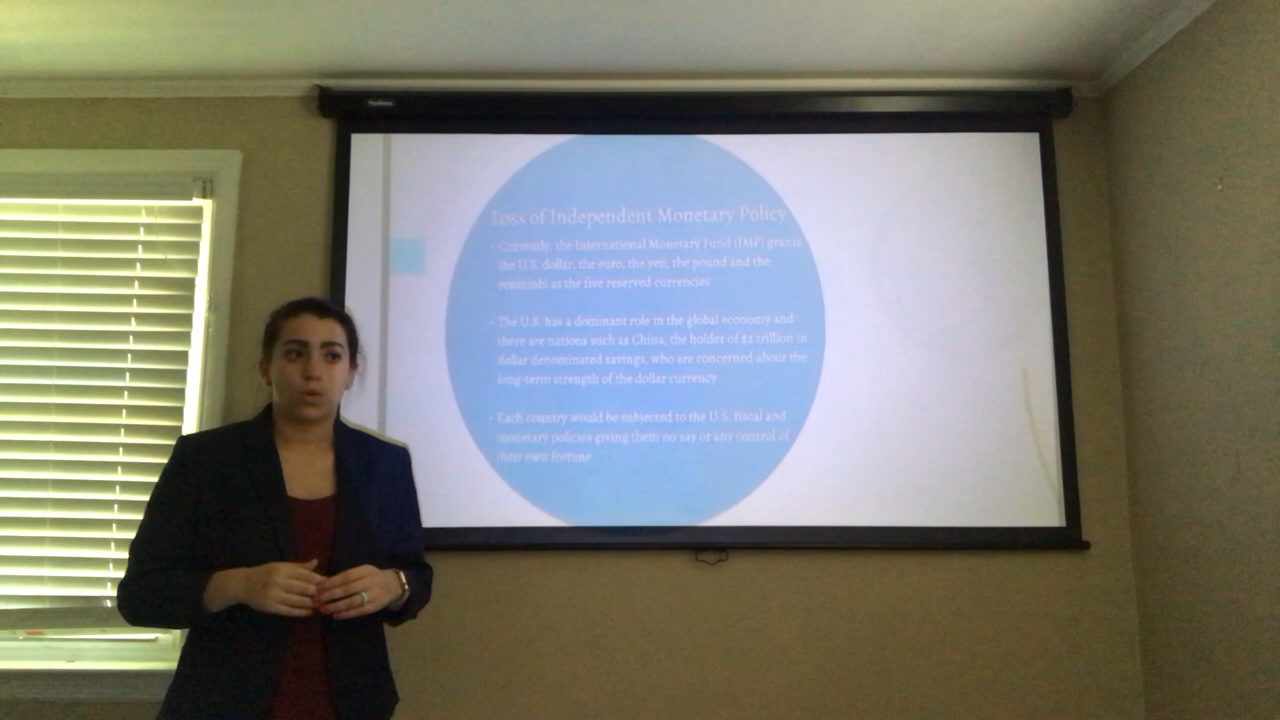 Loss of Independent Monetary Policy
- Currently, the International Monetary Fund (IMF) grants
the U.S. dollar, the euro, the yen, the pound and the
renminbi as the five reserved currencies
- The U.S. has a dominant role in the global economy and
there are nations such as China, the holder of trillion in
dollar denominated savings, who are concerned about the
long-term strength of the dollar currency
- Each country would be subjected to the U.S. fiscal and
monetary policies giving them no say or any control of
their own fortune